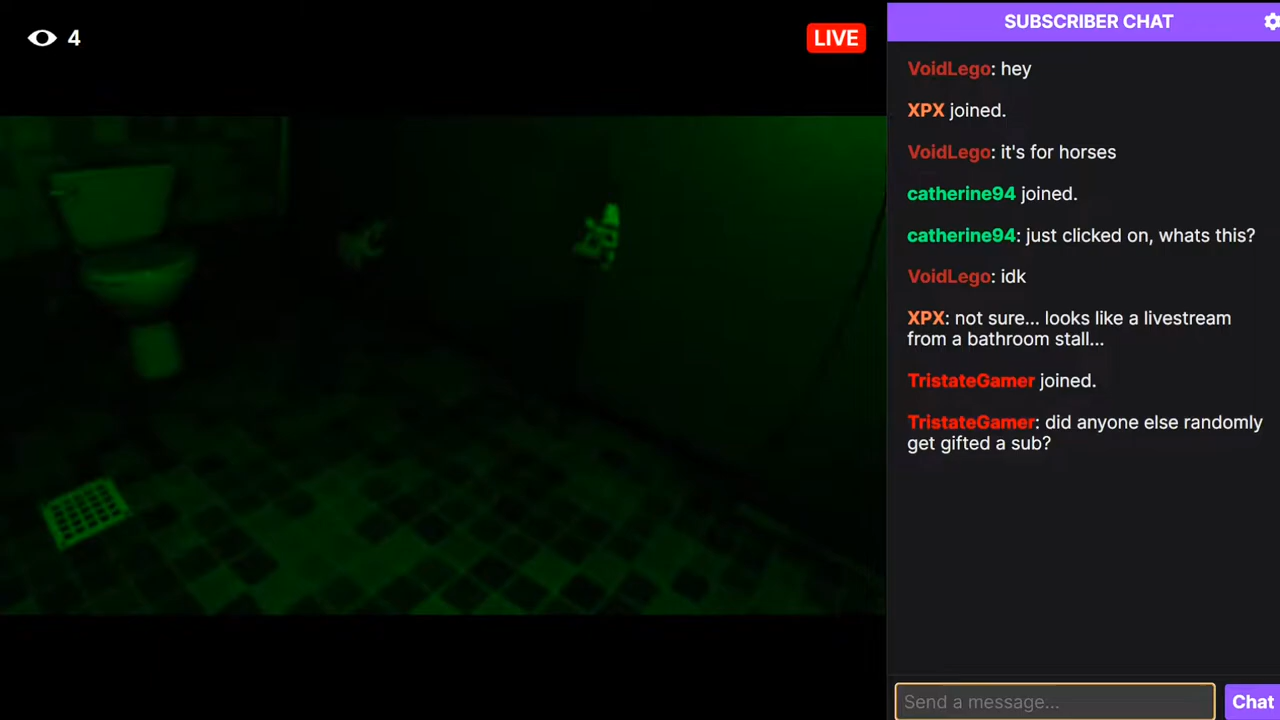 4
LIVE
SUBSCRIBER CHAT
VoidLego: hey
XPX joined.
VoidLego: it's for horses
catherine94 joined.
catherine94: just clicked on, whats this?
VoidLego: idk
XPX: not sure... looks like a livestream
from a bathroom stall...
TristateGamer joined.
TristateGamer: did anyone else randomly
get gifted a sub?
Send a message...
Chat